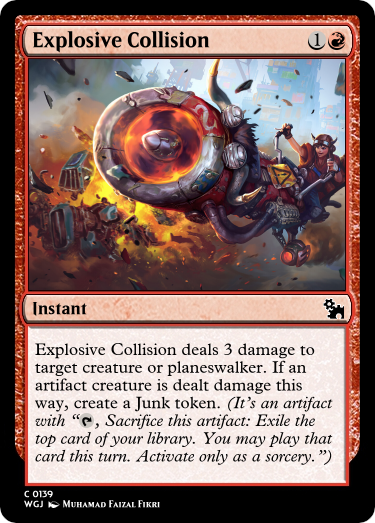 Explosive Collision 1
Instant
Explosive Collision deals 3 damage to
target creature or planeswalker. If an
artifact creature is dealt damage this
way, create a Junk token. (It's an artifact
with “, Sacrifice this artifact: Exile the
top card of your library. You may play that
card this turn. Activate only as a sorcery.”)
C 0139
WGJ Muhamad Faizal Fikri